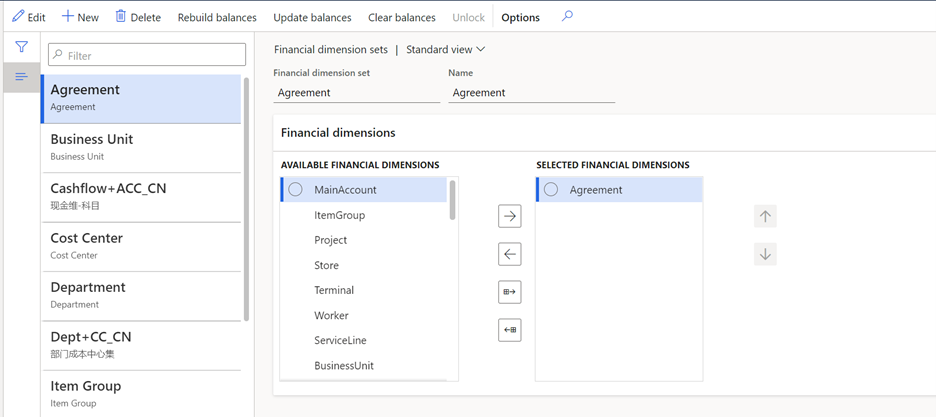 Edit New Delete Rebuild balances Update balances Clear balances Unlock Options
Filter
Agreement
Agreement
Business Unit
Business Unit
Cashflow+ACC_CN
现金维-科目
Cost Center
Cost Center
Department
Department
Dept+CC_CN
部门成本中心集
Item Group
Item Group
Financial dimension sets | Standard view
Financial dimension set Name
Agreement Agreement
Financial dimensions
AVAILABLE FINANCIAL DIMENSIONS SELECTED FINANCIAL DIMENSIONS
MainAccount Agreement
ItemGroup
Project
Store
Terminal
Worker
ServiceLine
BusinessUnit